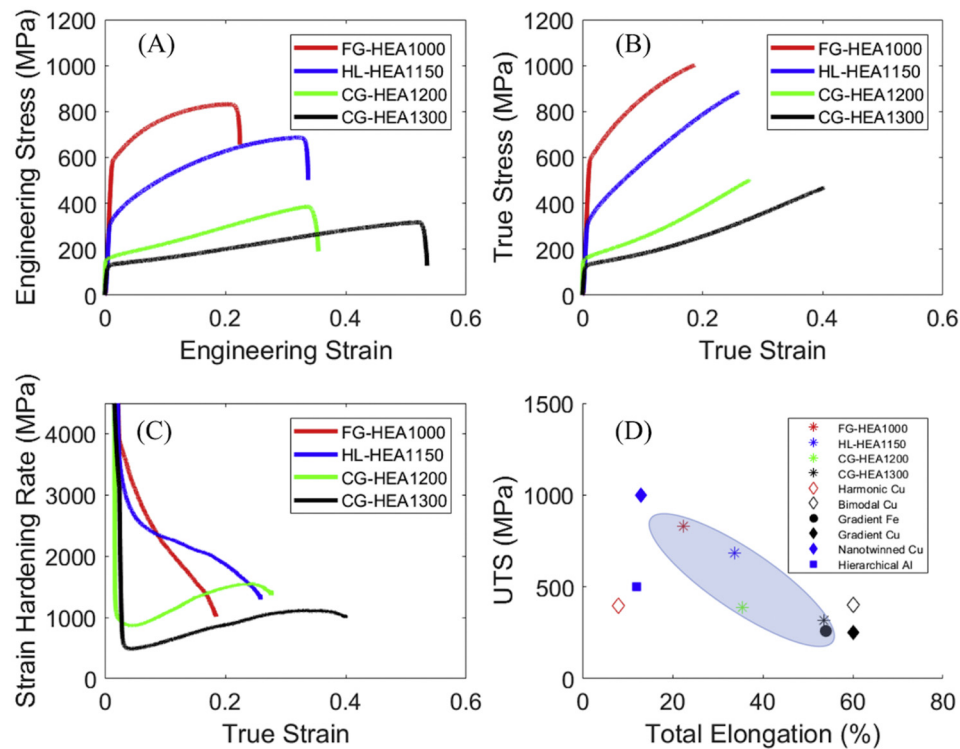 (A)
Engineering Stress (MPa)
1200
1000
800
600
400
200
0
FG-HEA1000
HL-HEA1150
CG-HEA1200
CG-HEA1300
0
0.2
0.4
0.6
Engineering Strain
(B)
True Stress (MPa)
1200
1000
800
600
400
200
0
FG-HEA1000
HL-HEA1150
CG-HEA1200
CG-HEA1300
0
0.2
0.4
0.6
True Strain
(C)
Strain Hardening Rate (MPa)
4000
3000
2000
1000
0
FG-HEA1000
HL-HEA1150
CG-HEA1200
CG-HEA1300
0
0.2
0.4
0.6
True Strain
(D)
UTS (MPa)
1500
1000
500
0
FG-HEA1000
HL-HEA1150
CG-HEA1200
CG-HEA1300
Harmonic Cu
Bimodal Cu
Gradient Fe
Gradient Cu
Nanotwinned Cu
Hierarchical Al
0
20
40
60
80
Total Elongation (%)